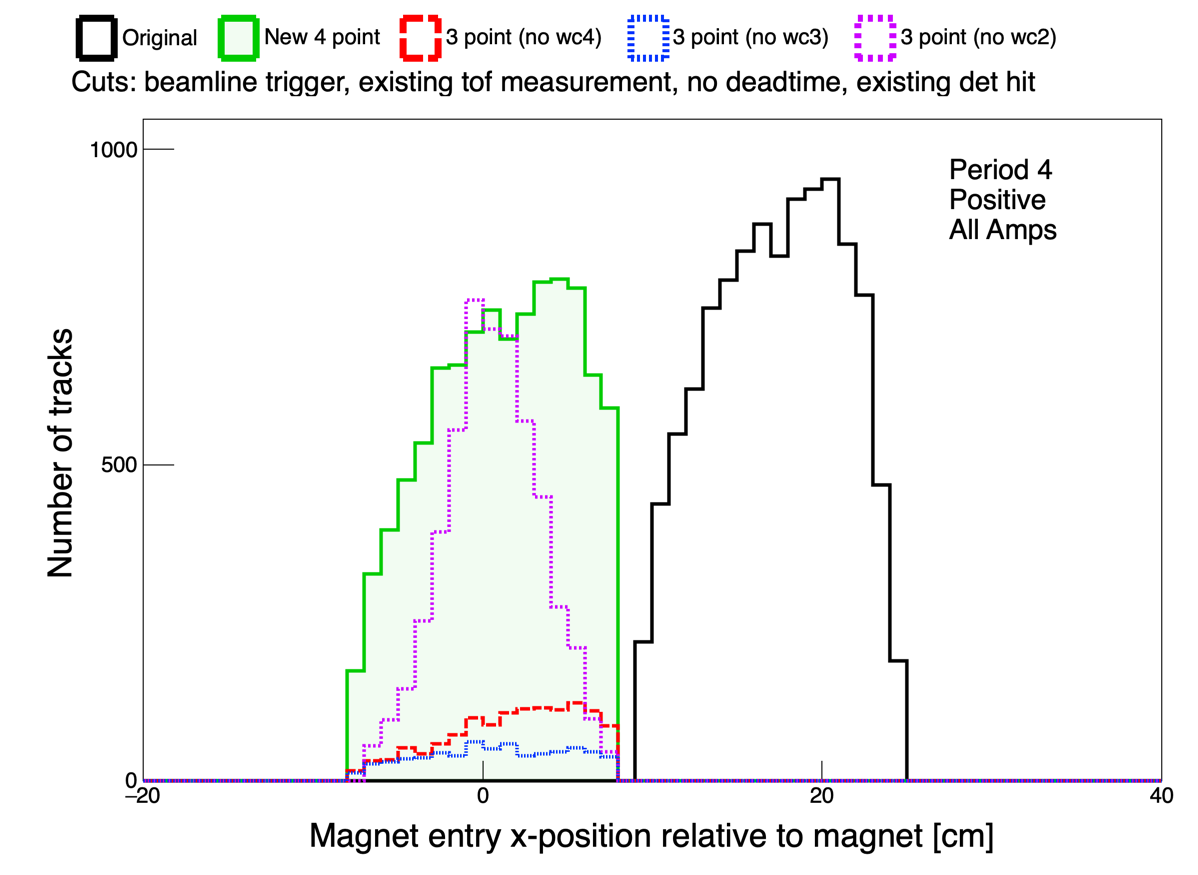 Original New 4 point 3 point (no wc4) 3 point (no wc3) 3 point (no wc2)
Cuts: beamline trigger, existing tof measurement, no deadtime, existing det hit
1000
Period 4
Positive
All Amps
Number of tracks
500
0
−20 0 20 40
Magnet entry x-position relative to magnet [cm]